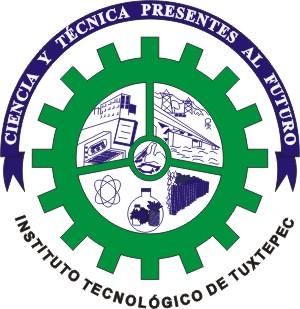 CIENCIA Y TÉCNICA PRESENTES AL FUTURO
INSTITUTO TECNOLÓGICO DE TUXTEPEC